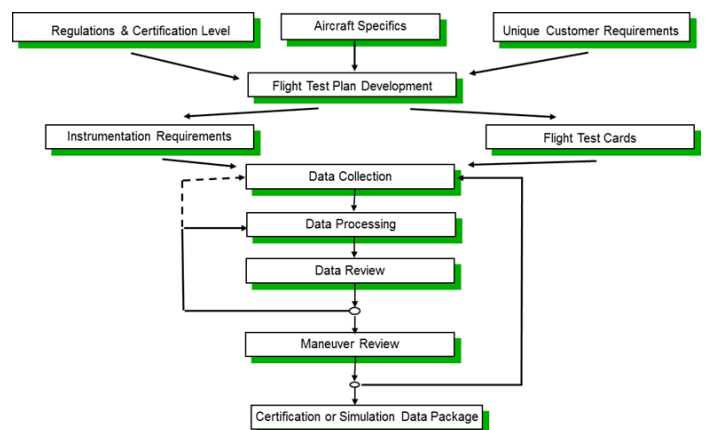 Regulations & Certification Level
Aircraft Specifics
Unique Customer Requirements
Flight Test Plan Development
Instrumentation Requirements
Flight Test Cards
Data Collection
Data Processing
Data Review
Maneuver Review
Certification or Simulation Data Package